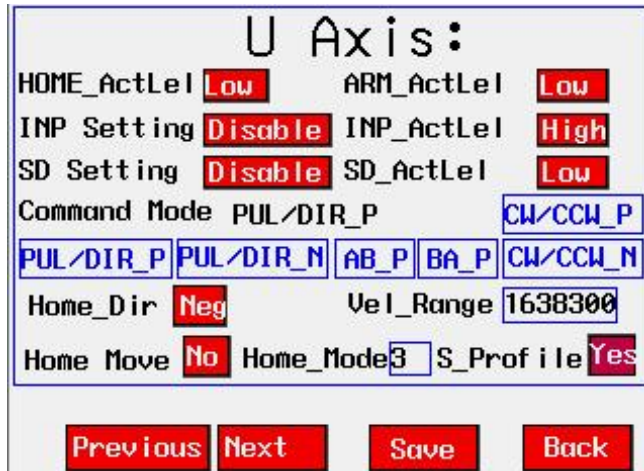 U Axis:
HOME_ActLel Low ARM_ActLel Low
INP Setting Disable INP_ActLel High
SD Setting Disable SD_ActLel Low
Command Mode PUL/DIR_P CW/CCW_P
PUL/DIR_P PUL/DIR_N AB_P BA_P CW/CCW_N
Home_Dir Neg Vel_Range 1638300
Home Move No Home_Mode 3 S_Profile Yes
Previous Next Save Back